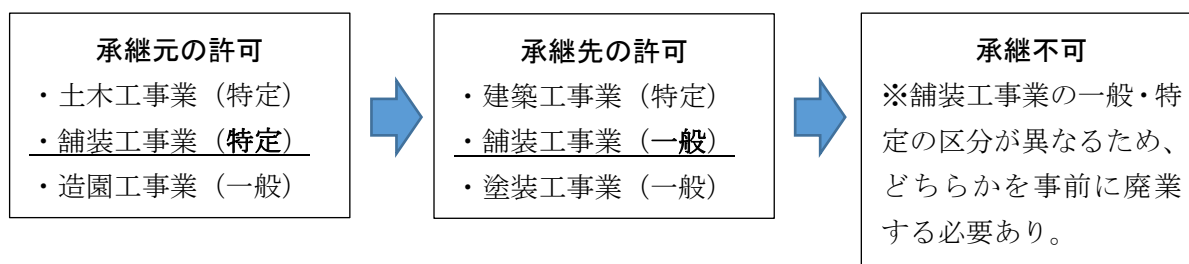 承継元の許可
・土木工事業（特定）
・舗装工事業（特定）
・造園工事業（一般）
承継先の許可
・建築工事業（特定）
・舗装工事業（一般）
・塗装工事業（一般）
承継不可
※舗装工事業の一般・特
定の区分が異なるため、
どちらかを事前に廃業
する必要あり。